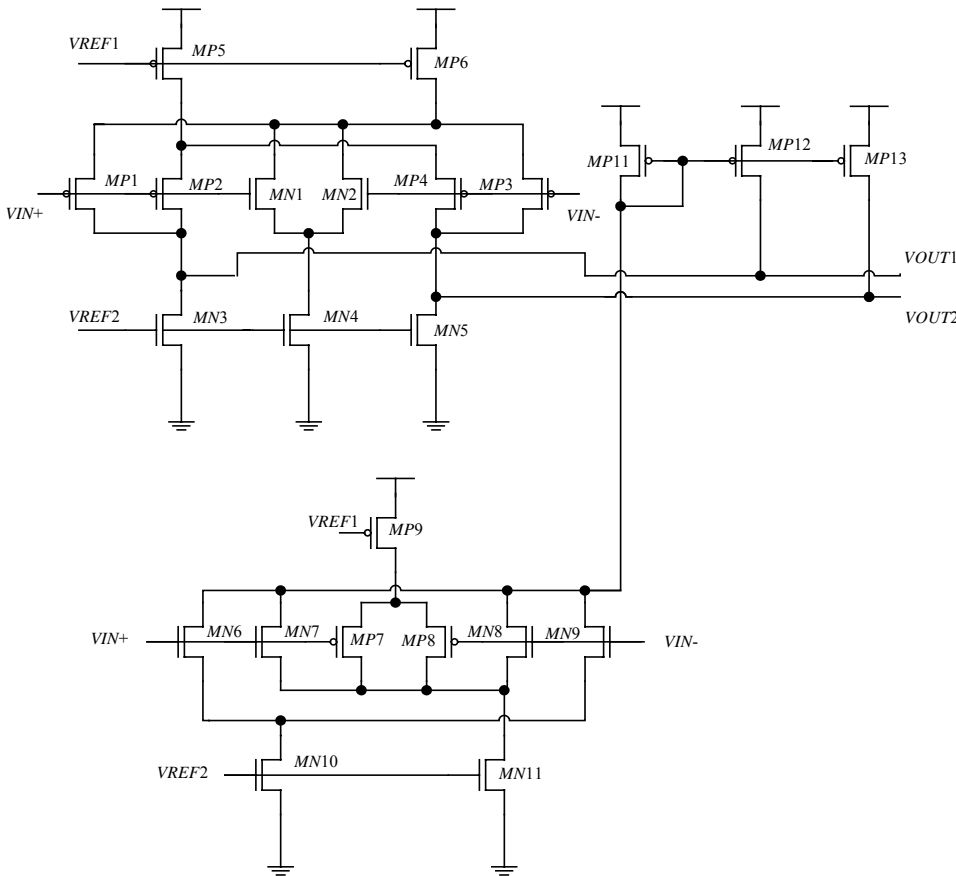 VREF1
MP5
MP6
MP11
MP12
MP13
VIN+
MP1
MP2
MN1
MN2
MP4
MP3
VIN-
VOUT1
VOUT2
VREF2
MN3
MN4
MN5
VREF1
MP9
VIN+
MN6
MN7
MP7
MP8
MN8
MN9
VIN-
VREF2
MN10
MN11